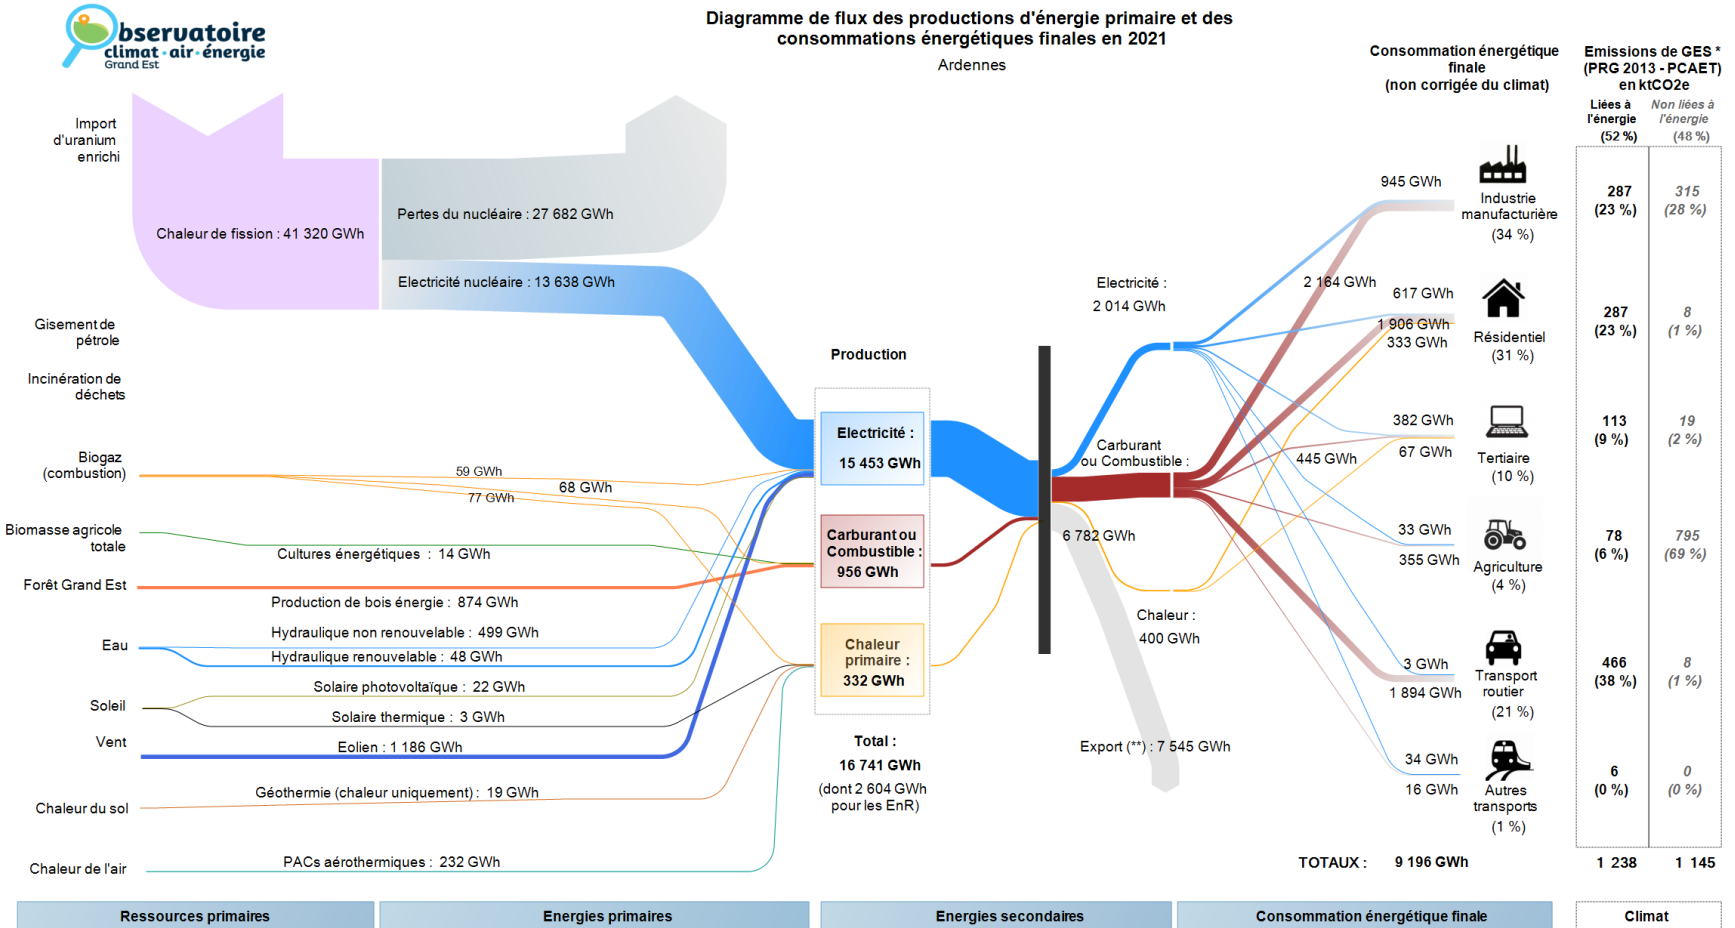 Observatoire
climat · air · énergie
Grand Est
Diagramme de flux des productions d'énergie primaire et des
consommations énergétiques finales en 2021
Ardennes
Consommation énergétique
finale
(non corrigée du climat)
Emissions de GES *
(PRG 2013 - PCAET)
en ktCO2e
Liées à
l'énergie
(52 %)
Non liées à
l'énergie
(48 %)
Import
d'uranium
enrichi
Chaleur de fission : 41 320 GWh
Pertes du nucléaire : 27 682 GWh
Electricité nucléaire : 13 638 GWh
Gisement de
pétrole
Incinération de
déchets
Biogaz
(combustion)
59 GWh
68 GWh
77 GWh
Biomasse agricole
totale
Cultures énergétiques : 14 GWh
Forêt Grand Est
Production de bois énergie : 874 GWh
Eau
Hydraulique non renouvelable : 499 GWh
Hydraulique renouvelable : 48 GWh
Soleil
Solaire photovoltaïque : 22 GWh
Solaire thermique : 3 GWh
Vent
Eolien : 1 186 GWh
Chaleur du sol
Géothermie (chaleur uniquement) : 19 GWh
Chaleur de l'air
PACs aérothermiques : 232 GWh
Production
Electricité :
15 453 GWh
Carburant ou
Combustible :
956 GWh
Chaleur
primaire :
332 GWh
Total :
16 741 GWh
(dont 2 604 GWh
pour les EnR)
Electricité :
2 014 GWh
Carburant
ou Combustible :
6 782 GWh
Chaleur :
400 GWh
Export (**) : 7 545 GWh
945 GWh
2 164 GWh
Industrie
manufacturière
(34 %)
287
(23 %)
315
(28 %)
617 GWh
1 906 GWh
333 GWh
Résidentiel
(31 %)
287
(23 %)
8
(1 %)
382 GWh
445 GWh
67 GWh
Tertiaire
(10 %)
113
(9 %)
19
(2 %)
33 GWh
355 GWh
Agriculture
(4 %)
78
(6 %)
795
(69 %)
3 GWh
1 894 GWh
Transport
routier
(21 %)
466
(38 %)
8
(1 %)
34 GWh
16 GWh
Autres
transports
(1 %)
6
(0 %)
0
(0 %)
TOTAUX : 9 196 GWh
1 238
1 145
Ressources primaires
Energies primaires
Energies secondaires
Consommation énergétique finale
Climat